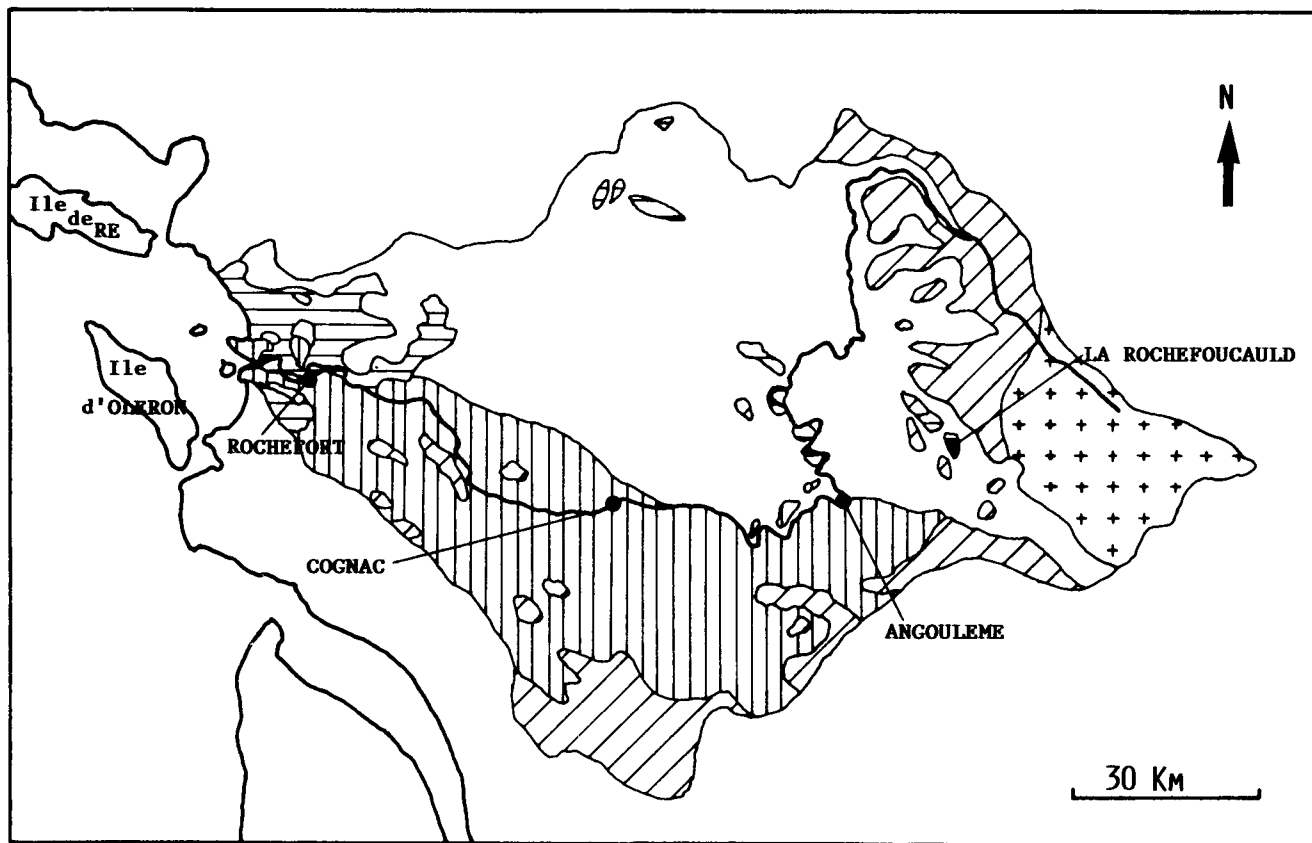 N
Ile
de
RE
Ile
d'OLERON
LA ROCHEFOUCAULD
ROCHEFORT
COGNAC
ANGOULEME
30 KM